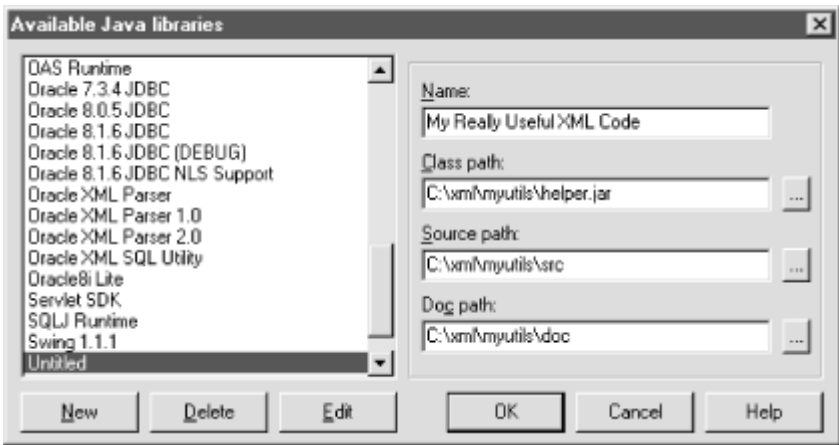 Available Java libraries
OAS Runtime
Oracle 7.3.4 JDBC
Oracle 8.0.5 JDBC
Oracle 8.1.6 JDBC
Oracle 8.1.6 JDBC (DEBUG)
Oracle 8.1.6 JDBC NLS Support
Oracle XML Parser
Oracle XML Parser 1.0
Oracle XML Parser 2.0
Oracle XML SQL Utility
Oracle8i Lite
Servlet SDK
SQLJ Runtime
Swing 1.1.1
Untitled
Name:
My Really Useful XML Code
Class path:
C:\xml\myutils\helper.jar
...
Source path:
C:\xml\myutils\src
...
Doc path:
C:\xml\myutils\doc
...
New Delete Edit OK Cancel Help